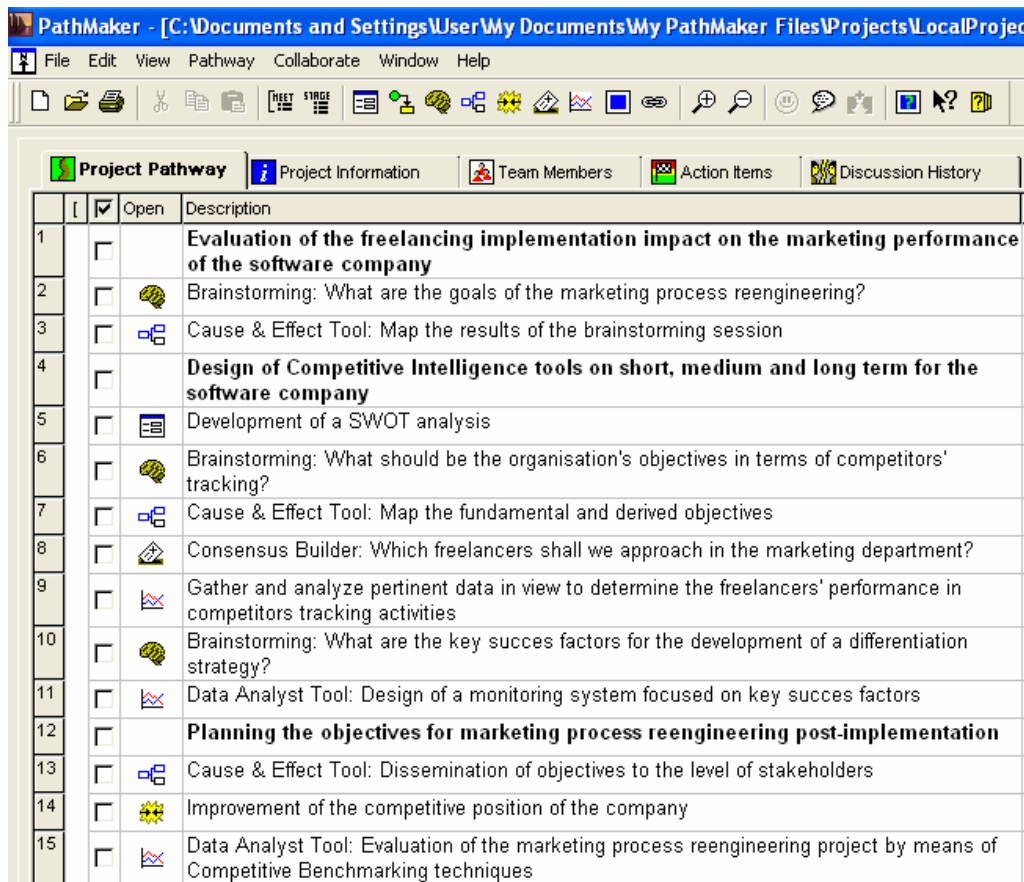 PathMaker - [C:\Documents and Settings\User\My Documents\My PathMaker Files\Projects\LocalProjec
File Edit View Pathway Collaborate Window Help
MEET STAGE
Project Pathway Project Information Team Members Action Items Discussion History
[ Open Description
1 Evaluation of the freelancing implementation impact on the marketing performance
of the software company
2 Brainstorming: What are the goals of the marketing process reengineering?
3 Cause & Effect Tool: Map the results of the brainstorming session
4 Design of Competitive Intelligence tools on short, medium and long term for the
software company
5 Development of a SWOT analysis
6 Brainstorming: What should be the organisation's objectives in terms of competitors'
tracking?
7 Cause & Effect Tool: Map the fundamental and derived objectives
8 Consensus Builder: Which freelancers shall we approach in the marketing department?
9 Gather and analyze pertinent data in view to determine the freelancers' performance in
competitors tracking activities
10 Brainstorming: What are the key succes factors for the development of a differentiation
strategy?
11 Data Analyst Tool: Design of a monitoring system focused on key succes factors
12 Planning the objectives for marketing process reengineering post-implementation
13 Cause & Effect Tool: Dissemination of objectives to the level of stakeholders
14 Improvement of the competitive position of the company
15 Data Analyst Tool: Evaluation of the marketing process reengineering project by means of
Competitive Benchmarking techniques